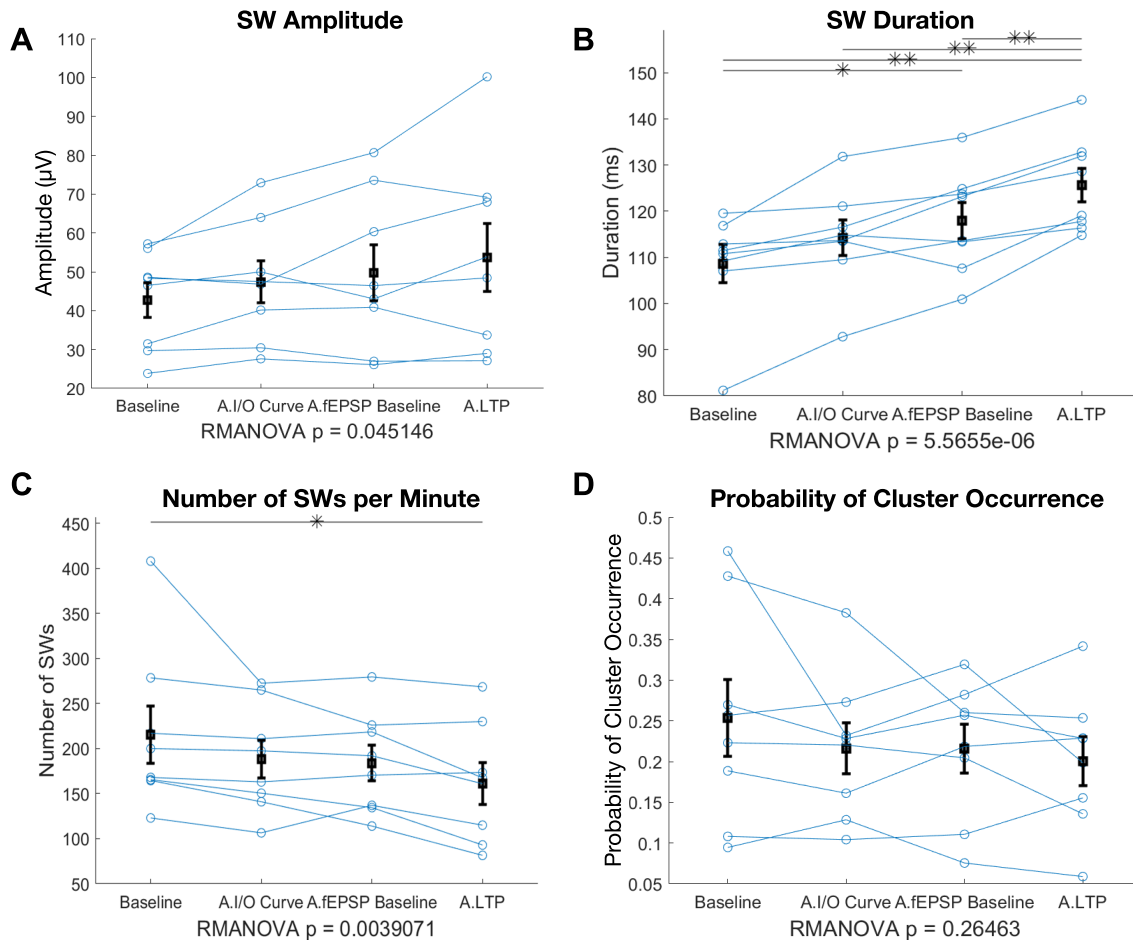 A
SW Amplitude
110
100
90
80
70
60
50
40
30
20
Amplitude (µV)
Baseline
A.I/O Curve
A.fEPSP Baseline
A.LTP
RMANOVA p = 0.045146
B
SW Duration
150
140
130
120
110
100
90
80
Duration (ms)
Baseline
A.I/O Curve
A.fEPSP Baseline
A.LTP
RMANOVA p = 5.5655e-06
C
Number of SWs per Minute
450
400
350
300
250
200
150
100
50
Number of SWs
Baseline
A.I/O Curve
A.fEPSP Baseline
A.LTP
RMANOVA p = 0.0039071
D
Probability of Cluster Occurrence
0.5
0.45
0.4
0.35
0.3
0.25
0.2
0.15
0.1
0.05
Probability of Cluster Occurrence
Baseline
A.I/O Curve
A.fEPSP Baseline
A.LTP
RMANOVA p = 0.26463